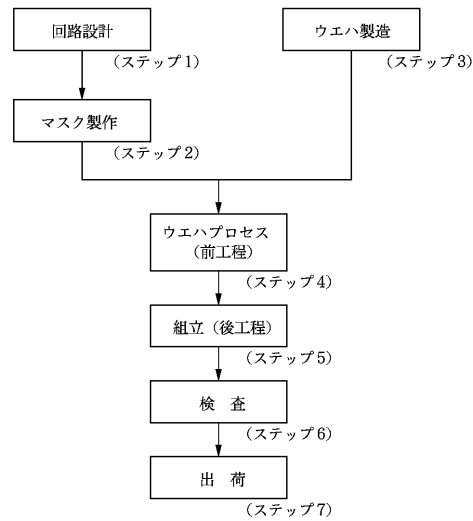 回路設計
(ステップ1)
ウエハ製造
(ステップ3)
マスク製作
(ステップ2)
ウエハプロセス
(前工程)
(ステップ4)
組立(後工程)
(ステップ5)
検 査
(ステップ6)
出 荷
(ステップ7)